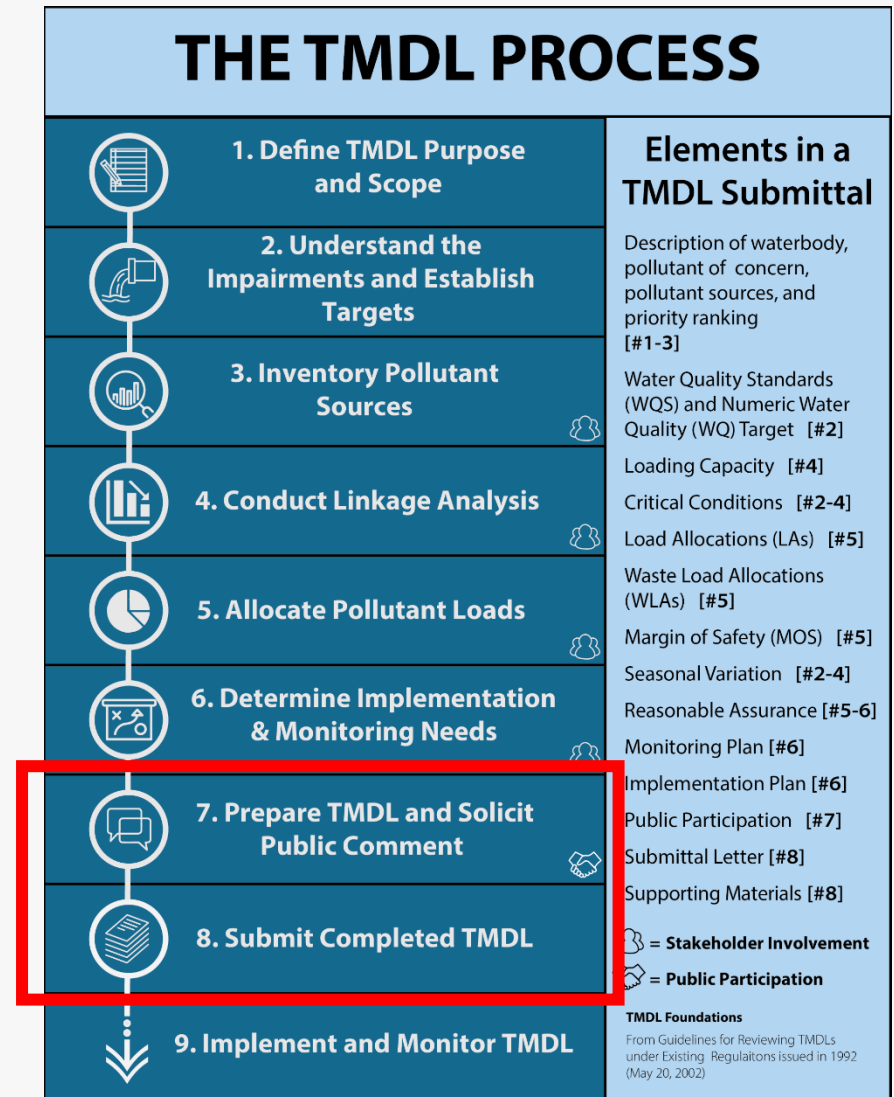 THE TMDL PROCESS
1. Define TMDL Purpose
and Scope
2. Understand the
Impairments and Establish
Targets
3. Inventory Pollutant
Sources
4. Conduct Linkage Analysis
5. Allocate Pollutant Loads
6. Determine Implementation
& Monitoring Needs
7. Prepare TMDL and Solicit
Public Comment
8. Submit Completed TMDL
9. Implement and Monitor TMDL
Elements in a
TMDL Submittal
Description of waterbody,
pollutant of concern,
pollutant sources, and
priority ranking
[#1-3]
Water Quality Standards
(WQS) and Numeric Water
Quality (WQ) Target [#2]
Loading Capacity [#4]
Critical Conditions [#2-4]
Load Allocations (LAs) [#5]
Waste Load Allocations
(WLAs) [#5]
Margin of Safety (MOS) [#5]
Seasonal Variation [#2-4]
Reasonable Assurance [#5-6]
Monitoring Plan [#6]
Implementation Plan [#6]
Public Participation [#7]
Submittal Letter [#8]
Supporting Materials [#8]
= Stakeholder Involvement
= Public Participation
TMDL Foundations
From Guidelines for Reviewing TMDLs
under Existing Regulaitons issued in 1992
(May 20, 2002)